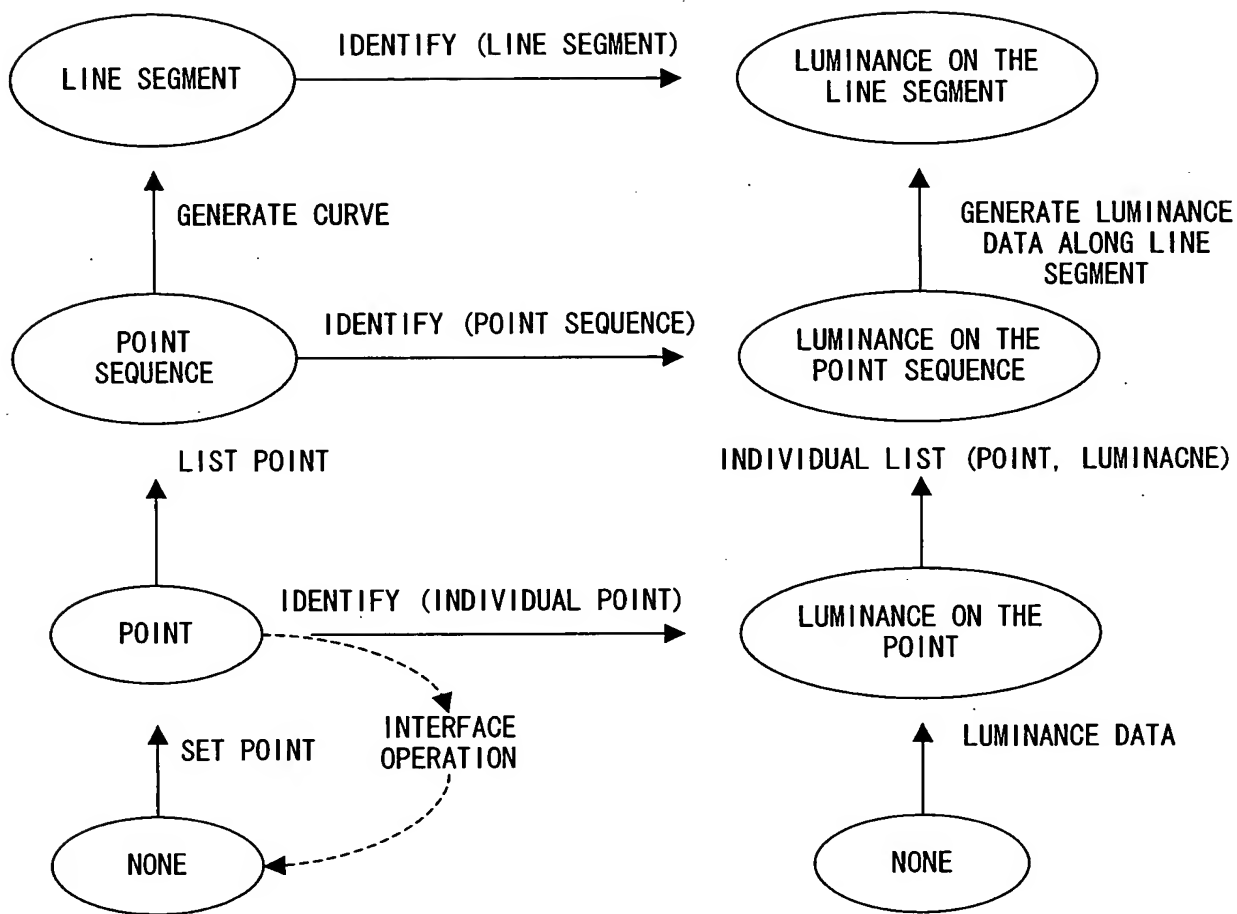 IDENTIFY (LINE SEGMENT)
LINE SEGMENT
LUMINANCE ON THE
LINE SEGMENT
GENERATE CURVE
GENERATE LUMINANCE
DATA ALONG LINE
SEGMENT
IDENTIFY (POINT SEQUENCE)
POINT
SEQUENCE
LUMINANCE ON THE
POINT SEQUENCE
LIST POINT
INDIVIDUAL LIST (POINT, LUMINACNE)
IDENTIFY (INDIVIDUAL POINT)
POINT
LUMINANCE ON THE
POINT
INTERFACE
OPERATION
SET POINT
LUMINANCE DATA
NONE
NONE